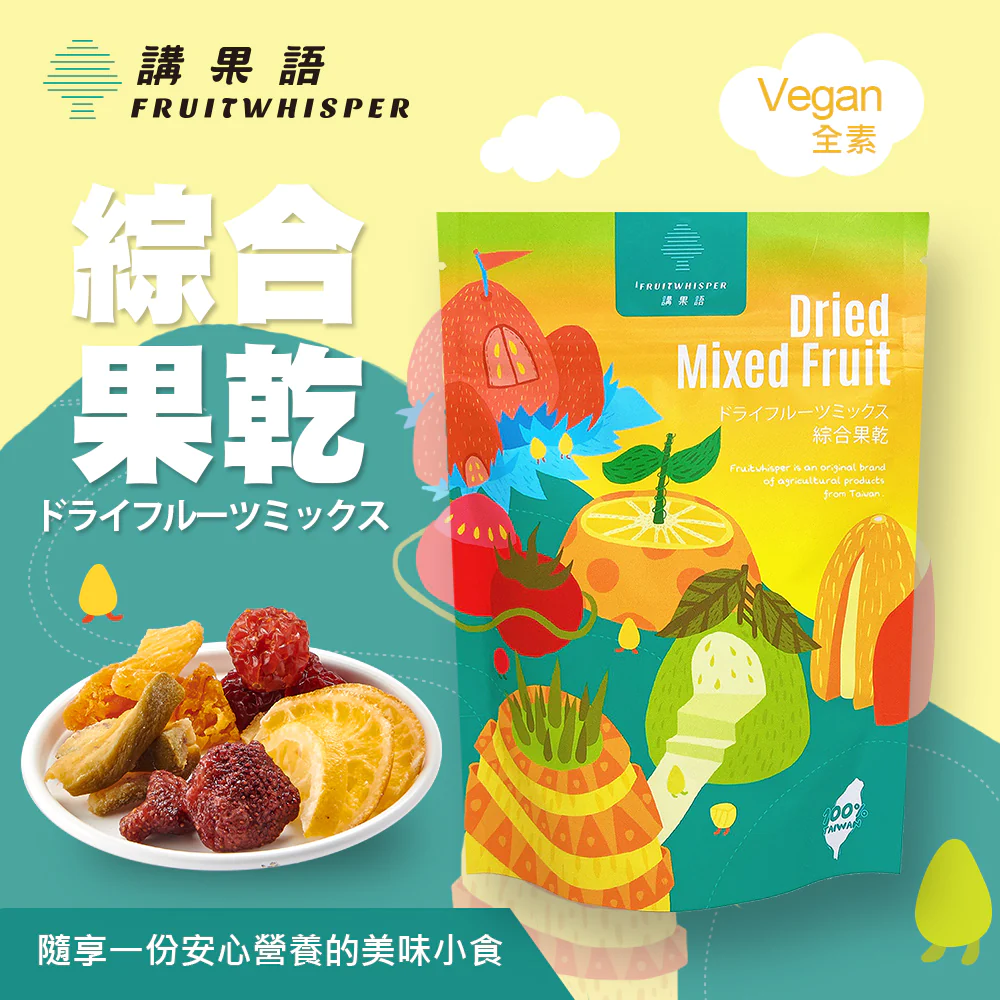 講果語
FRUITWHISPER
Vegan
全素
綜合
果乾
ドライフルーツミックス
FRUITWHISPER
講果語
Dried
Mixed Fruit
ドライフルーツミックス
綜合果乾
Fruitwhisper is an original brand
of agricultural products
from Taiwan.
100%
TAIWAN
隨享一份安心營養的美味小食